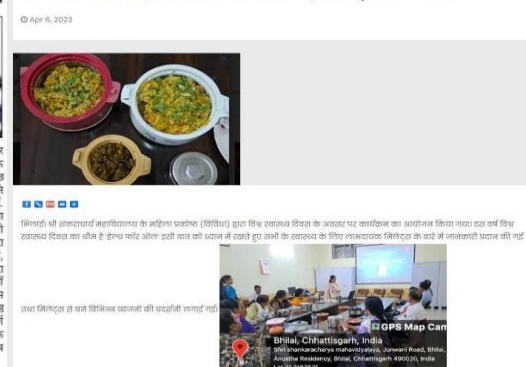 Apr 6, 2023
भिलाई। श्री शंकराचार्य महाविद्यालय के महिला प्रकोष्ठ (विविधा) द्वारा विश्व स्वास्थ्य दिवस के अवसर पर कार्यक्रम का आयोजन किया गया। इस वर्ष विश्व
स्वास्थ्य दिवस का थीम है 'हेल्थ फॉर ऑल' इसी बात को ध्यान में रखते हुए सभी के स्वास्थ्य के लिए लाभदायक मिलेट्स के बारे में जानकारी प्रदान की गई
तथा मिलेट्स से बने विभिन्न व्यंजनों की प्रदर्शनी लगाई गई।
GPS Map Cam
Bhilai, Chhattisgarh, India
Shri shankaracharya mahavidyalaya, Junwani Road, Bhilai,
Anustha Residency, Bhilai, Chhattisgarh 490020, India